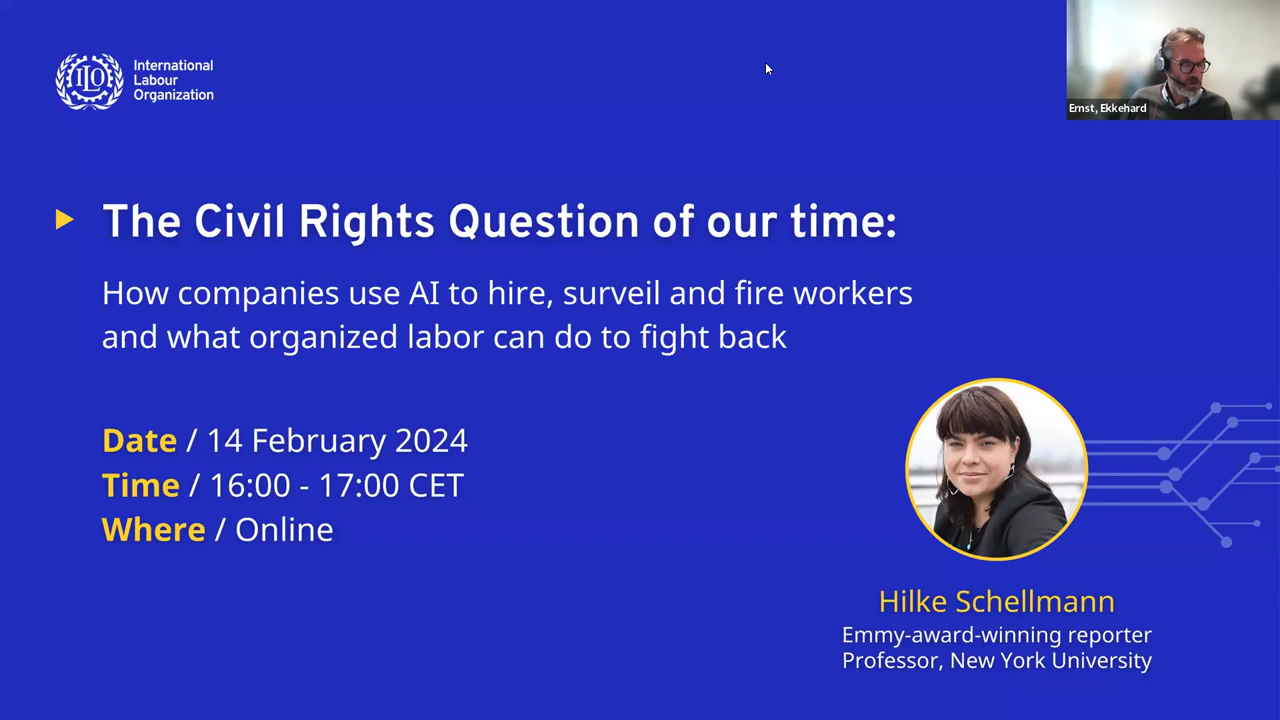 International
Labour
Organization
Ernst, Ekkehard
The Civil Rights Question of our time:
How companies use AI to hire, surveil and fire workers
and what organized labor can do to fight back
Date / 14 February 2024
Time / 16:00 - 17:00 CET
Where / Online
Hilke Schellmann
Emmy-award-winning reporter
Professor, New York University